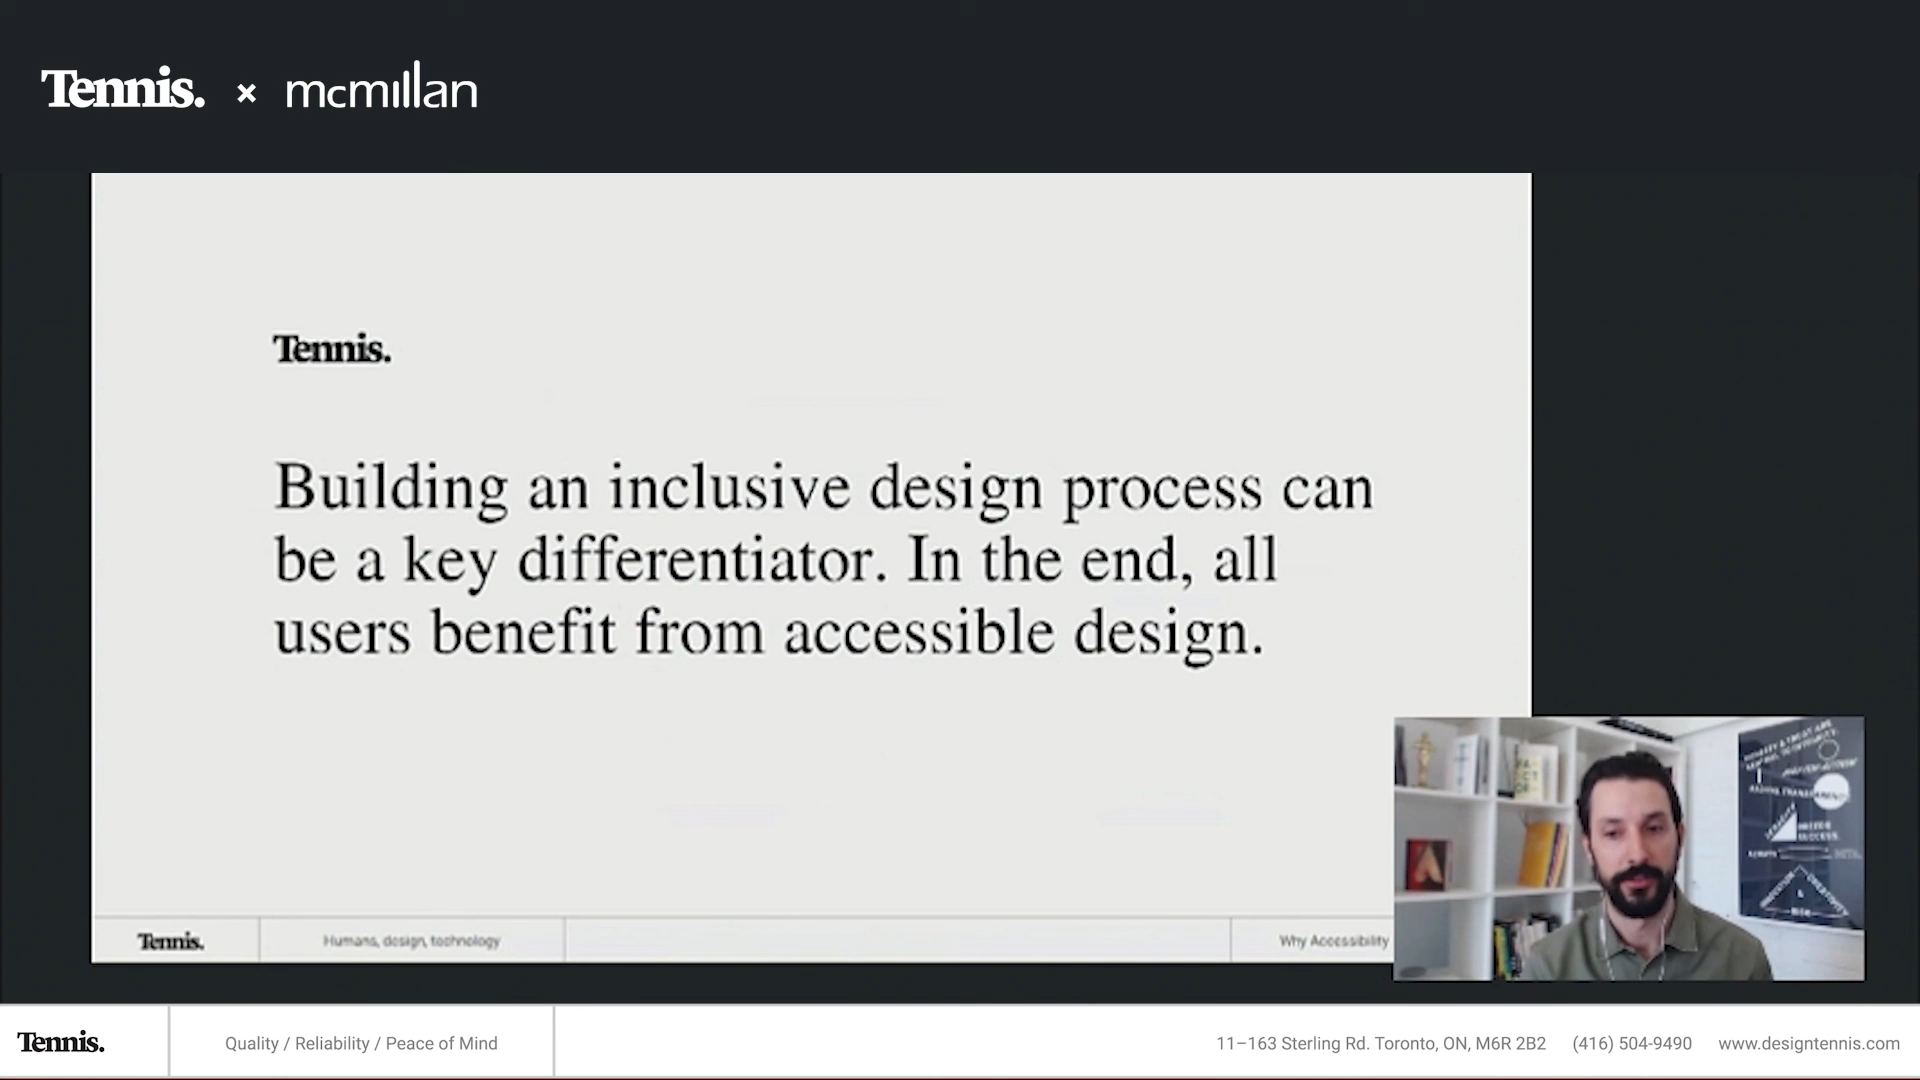 Tennis. × mcmillan
Tennis.
Building an inclusive design process can
be a key differentiator. In the end, all
users benefit from accessible design.
Tennis.
Humans, design, technology
Why Accessibility
Tennis.
Quality / Reliability / Peace of Mind
11–163 Sterling Rd. Toronto, ON, M6R 2B2
(416) 504-9490
www.designtennis.com